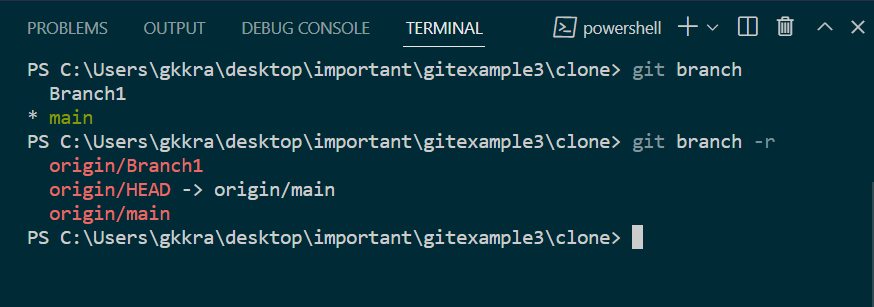 PROBLEMS OUTPUT DEBUG CONSOLE TERMINAL powershell
PS C:\Users\gkkra\desktop\important\gitexample3\clone> git branch
  Branch1
* main
PS C:\Users\gkkra\desktop\important\gitexample3\clone> git branch -r
  origin/Branch1
  origin/HEAD -> origin/main
  origin/main
PS C:\Users\gkkra\desktop\important\gitexample3\clone>